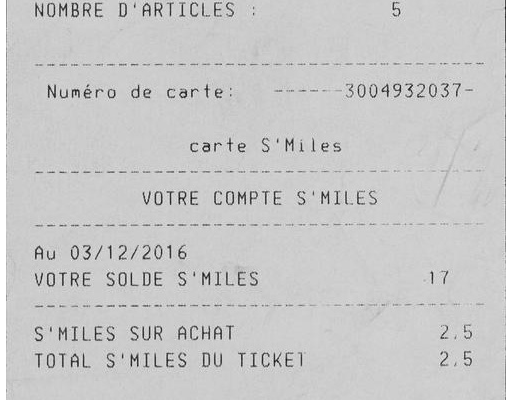 NOMBRE D'ARTICLES : 5
Numéro de carte: ------3004932037-
carte S'Miles
VOTRE COMPTE S'MILES
Au 03/12/2016
VOTRE SOLDE S'MILES 17
S'MILES SUR ACHAT 2,5
TOTAL S'MILES DU TICKET 2,5